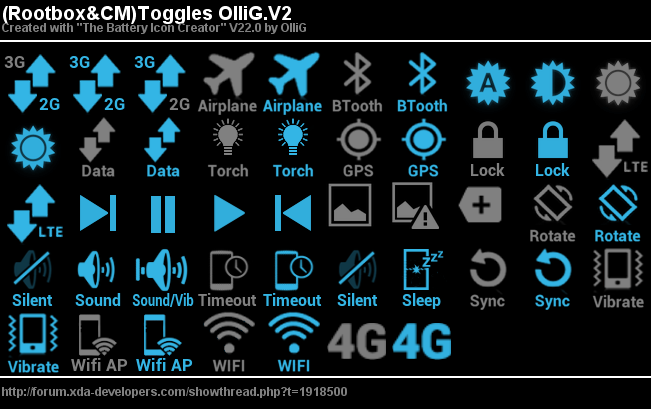 (Rootbox&CM)Toggles OlliG.V2
Created with "The Battery Icon Creator" V22.0 by OlliG
3G 2G 3G 2G 3G 2G Airplane Airplane BTooth BTooth A
Data Data Torch Torch GPS GPS Lock Lock LTE
LTE Rotate Rotate
Silent Sound Sound/Vib Timeout Timeout Silent zzz Sleep Sync Sync Vibrate
Vibrate Wifi AP Wifi AP WIFI WIFI 4G 4G
http://forum.xda-developers.com/showthread.php?t=1918500